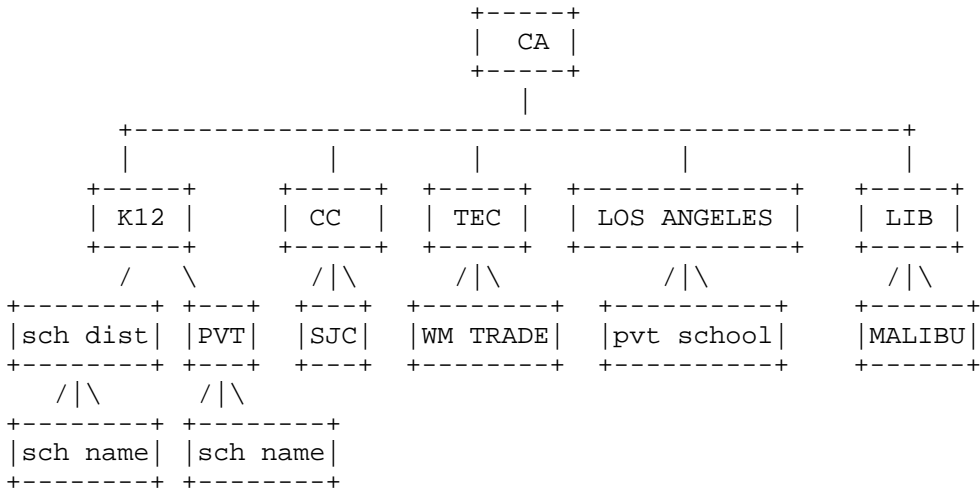 CA
K12 CC TEC LOS ANGELES LIB
sch dist PVT SJC WM TRADE pvt school MALIBU
sch name sch name